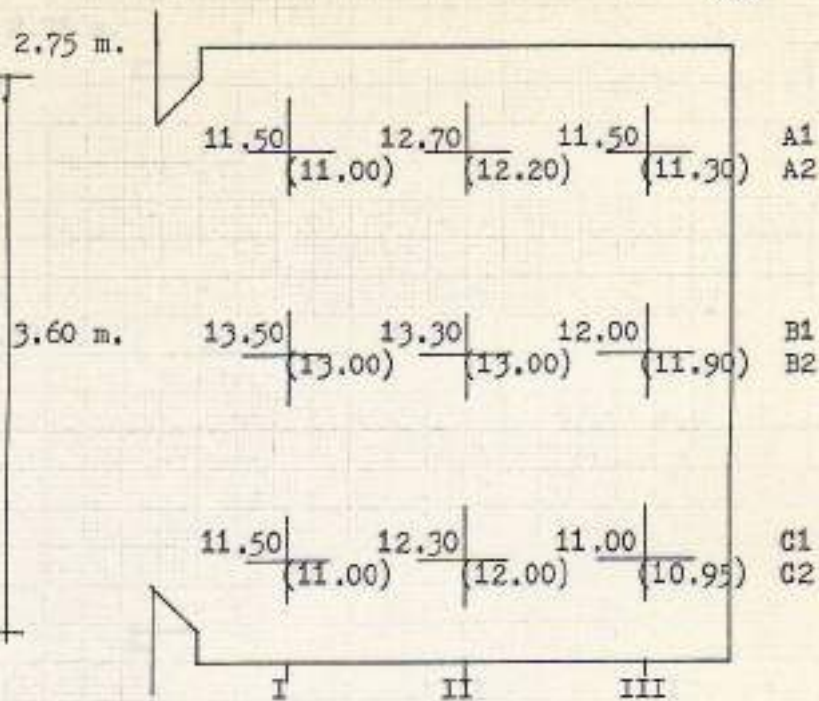 2.75 m.
11.50 12.70 11.50 A1
(11.00) (12.20) (11.30) A2
3.60 m. 13.50 13.30 12.00 B1
(13.00) (13.00) (11.90) B2
11.50 12.30 11.00 C1
(11.00) (12.00) (10.95) C2
I II III